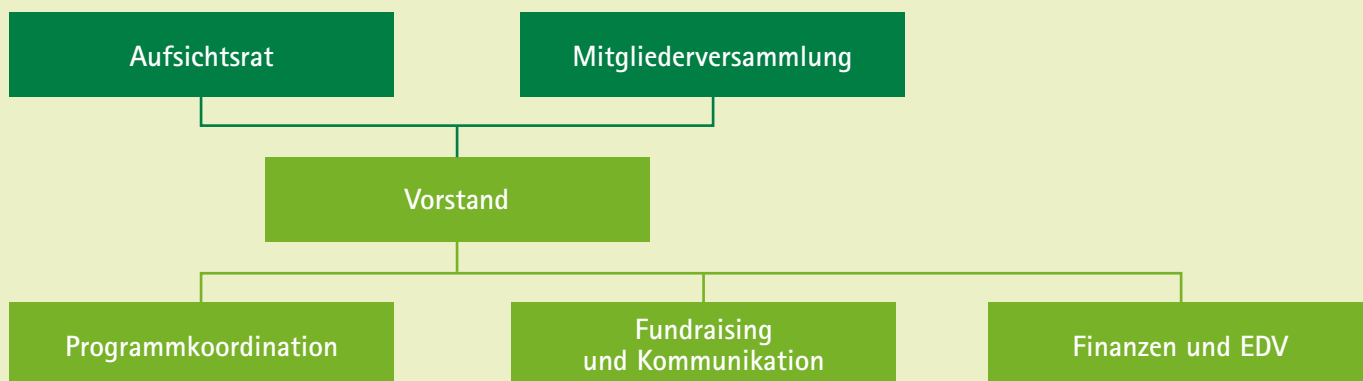 Aufsichtsrat
Mitgliederversammlung
Vorstand
Programmkoordination
Fundraising
und Kommunikation
Finanzen und EDV